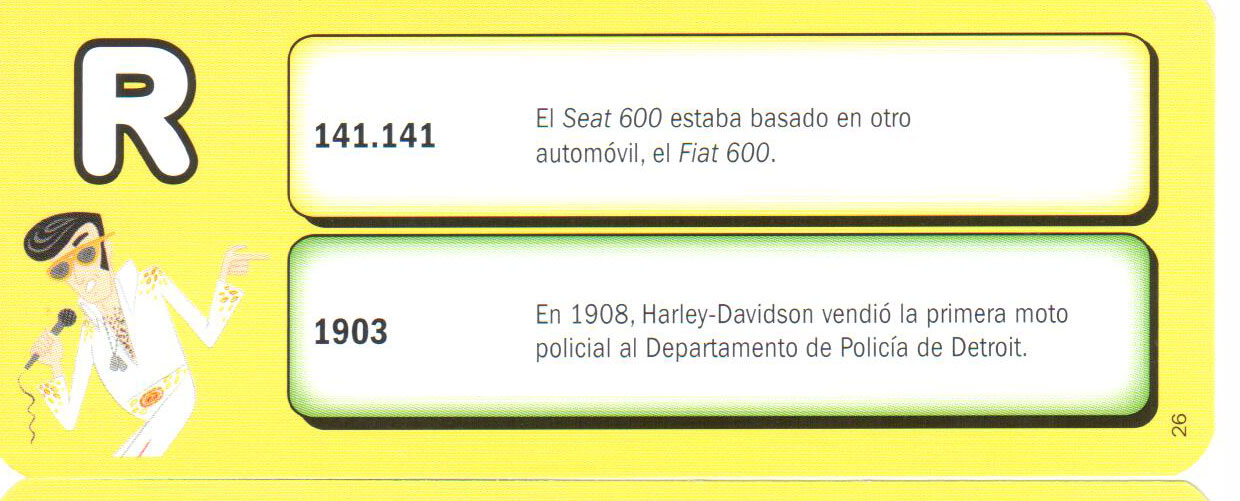 R
141.141
El Seat 600 estaba basado en otro
automóvil, el Fiat 600.
1903
En 1908, Harley-Davidson vendió la primera moto
policial al Departamento de Policía de Detroit.
26